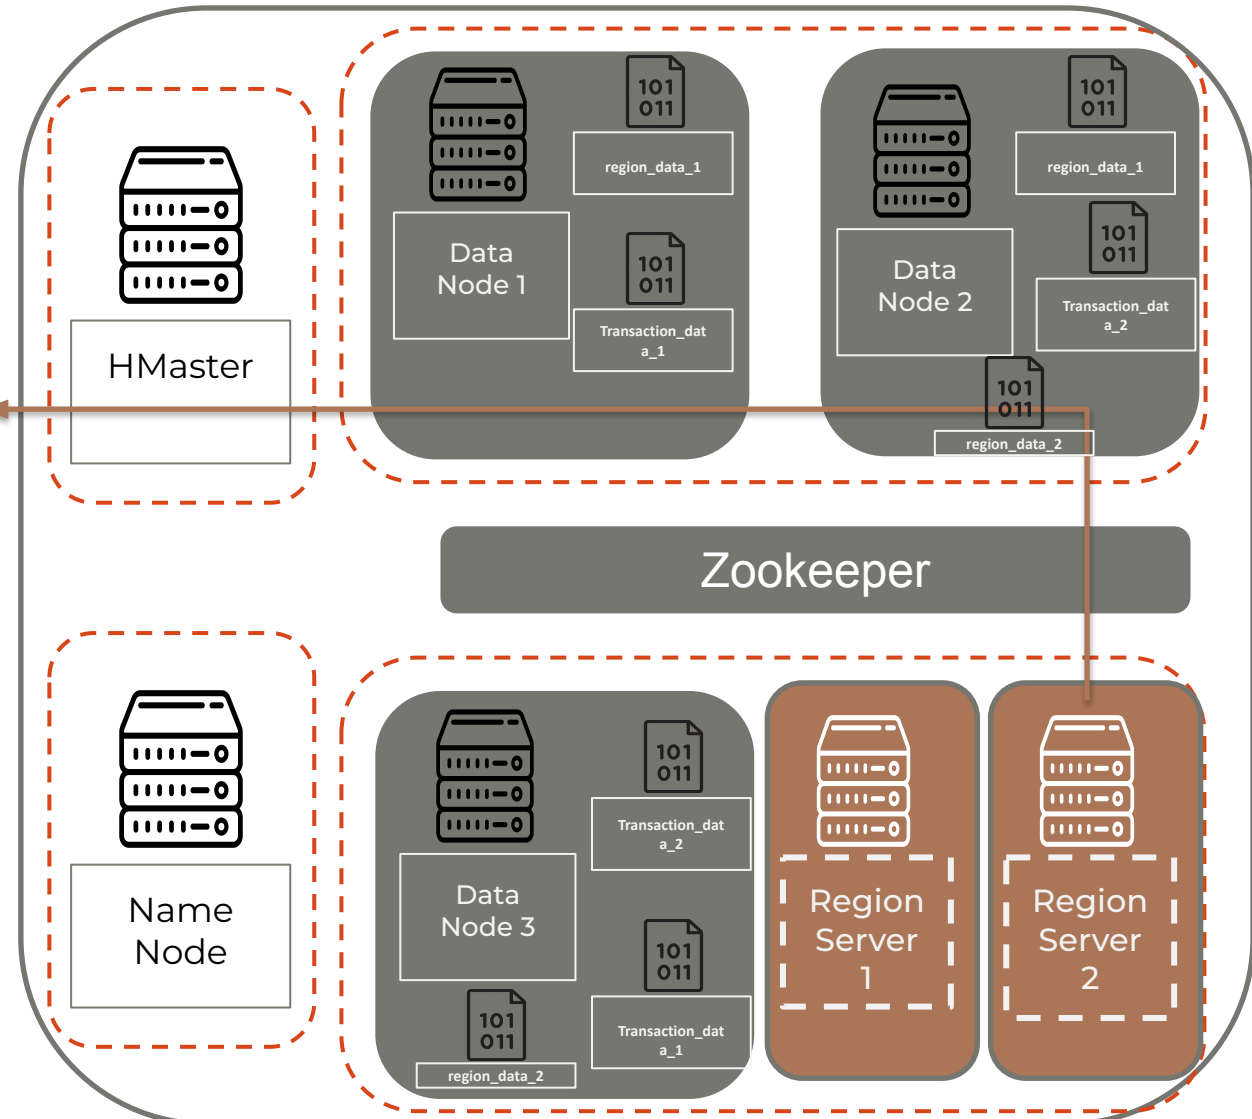 101
011
region_data_1
Data
Node 1
101
011
Transaction_dat
a_1
101
011
region_data_1
Data
Node 2
101
011
Transaction_dat
a_2
101
011
region_data_2
HMaster
Zookeeper
Name
Node
Data
Node 3
101
011
Transaction_dat
a_2
101
011
Transaction_dat
a_1
101
011
region_data_2
Region
Server
1
Region
Server
2